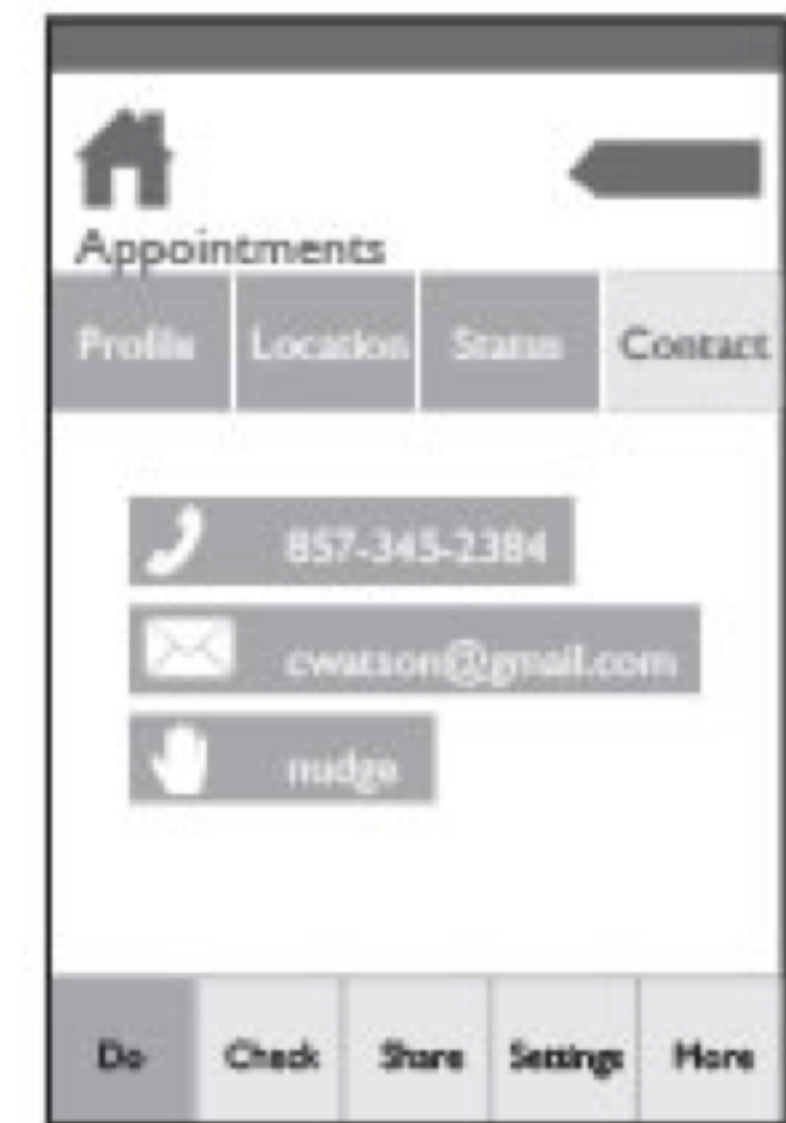 Appointments
Profile Location Status Contact
857-345-2384
cwatson@gmail.com
nudge
Do Check Share Settings More